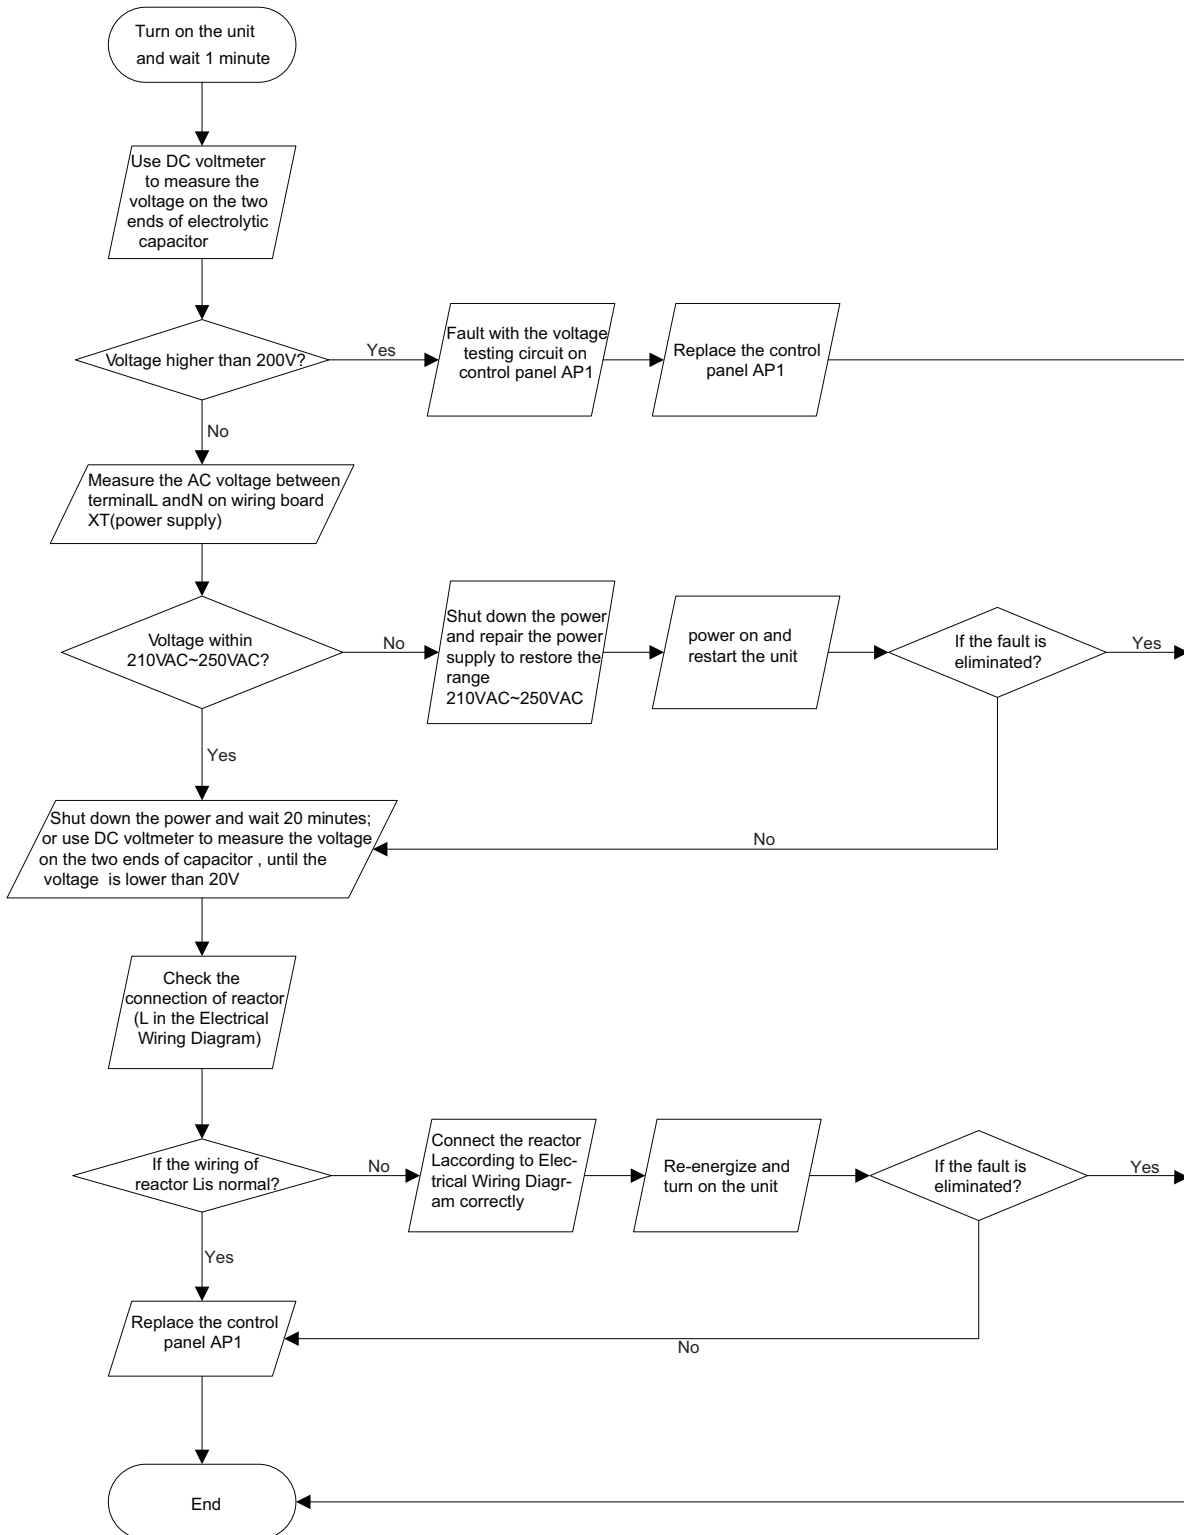 Turn on the unit
and wait 1 minute
Use DC voltmeter
to measure the
voltage on the two
ends of electrolytic
capacitor
Voltage higher than 200V?
Yes
Fault with the voltage
testing circuit on
control panel AP1
Replace the control
panel AP1
No
Measure the AC voltage between
terminalL andN on wiring board
XT(power supply)
Voltage within
210VAC~250VAC?
No
Shut down the power
and repair the power
supply to restore the
range
210VAC~250VAC
power on and
restart the unit
If the fault is
eliminated?
Yes
Yes
No
Shut down the power and wait 20 minutes;
or use DC voltmeter to measure the voltage
on the two ends of capacitor , until the
voltage is lower than 20V
Check the
connection of reactor
(L in the Electrical
Wiring Diagram)
If the wiring of
reactor Lis normal?
No
Connect the reactor
Laccording to Elec-
trical Wiring Diagr-
am correctly
Re-energize and
turn on the unit
If the fault is
eliminated?
Yes
Yes
No
Replace the control
panel AP1
End